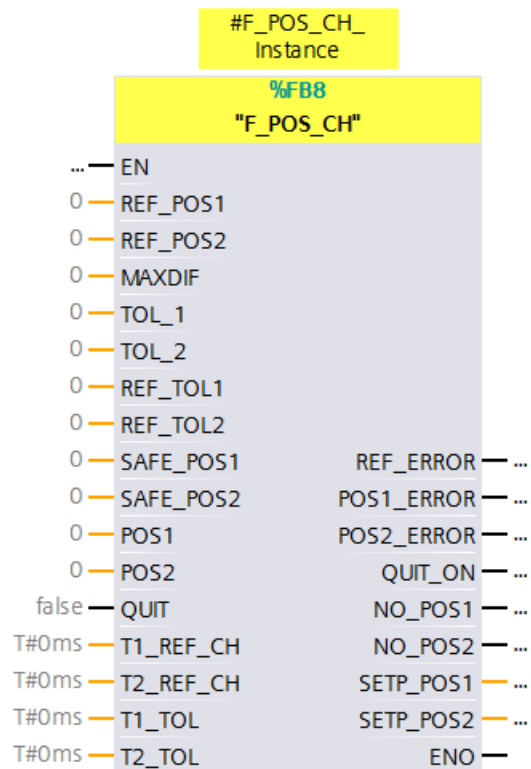 #F_POS_CH_
Instance
%FB8
"F_POS_CH"
... EN
0 REF_POS1
0 REF_POS2
0 MAXDIF
0 TOL_1
0 TOL_2
0 REF_TOL1
0 REF_TOL2
0 SAFE_POS1 REF_ERROR ...
0 SAFE_POS2 POS1_ERROR ...
0 POS1 POS2_ERROR ...
0 POS2 QUIT_ON ...
false QUIT NO_POS1 ...
T#0ms T1_REF_CH NO_POS2 ...
T#0ms T2_REF_CH SETP_POS1 ...
T#0ms T1_TOL SETP_POS2 ...
T#0ms T2_TOL ENO